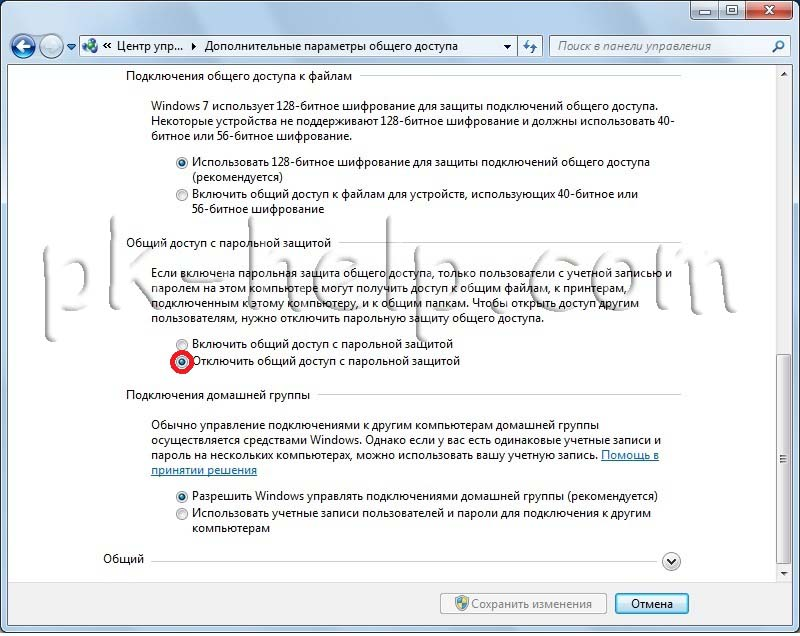 « Центр упр... ▸ Дополнительные параметры общего доступа
Поиск в панели управления
Подключения общего доступа к файлам
Windows 7 использует 128-битное шифрование для защиты подключений общего доступа.
Некоторые устройства не поддерживают 128-битное шифрование и должны использовать 40-
битное или 56-битное шифрование.
Использовать 128-битное шифрование для защиты подключений общего доступа
(рекомендуется)
Включить общий доступ к файлам для устройств, использующих 40-битное или
56-битное шифрование
Общий доступ с парольной защитой
Если включена парольная защита общего доступа, только пользователи с учетной записью и
паролем на этом компьютере могут получить доступ к общим файлам, к принтерам,
подключенным к этому компьютеру, и к общим папкам. Чтобы открыть доступ другим
пользователям, нужно отключить парольную защиту общего доступа.
pk-help.com
Включить общий доступ с парольной защитой
Отключить общий доступ с парольной защитой
Подключения домашней группы
Обычно управление подключениями к другим компьютерам домашней группы
осуществляется средствами Windows. Однако если у вас есть одинаковые учетные записи и
пароль на нескольких компьютерах, можно использовать вашу учетную запись. Помощь в
принятии решения
Разрешить Windows управлять подключениями домашней группы (рекомендуется)
Использовать учетные записи пользователей и пароли для подключения к другим
компьютерам
Общий
Сохранить изменения
Отмена